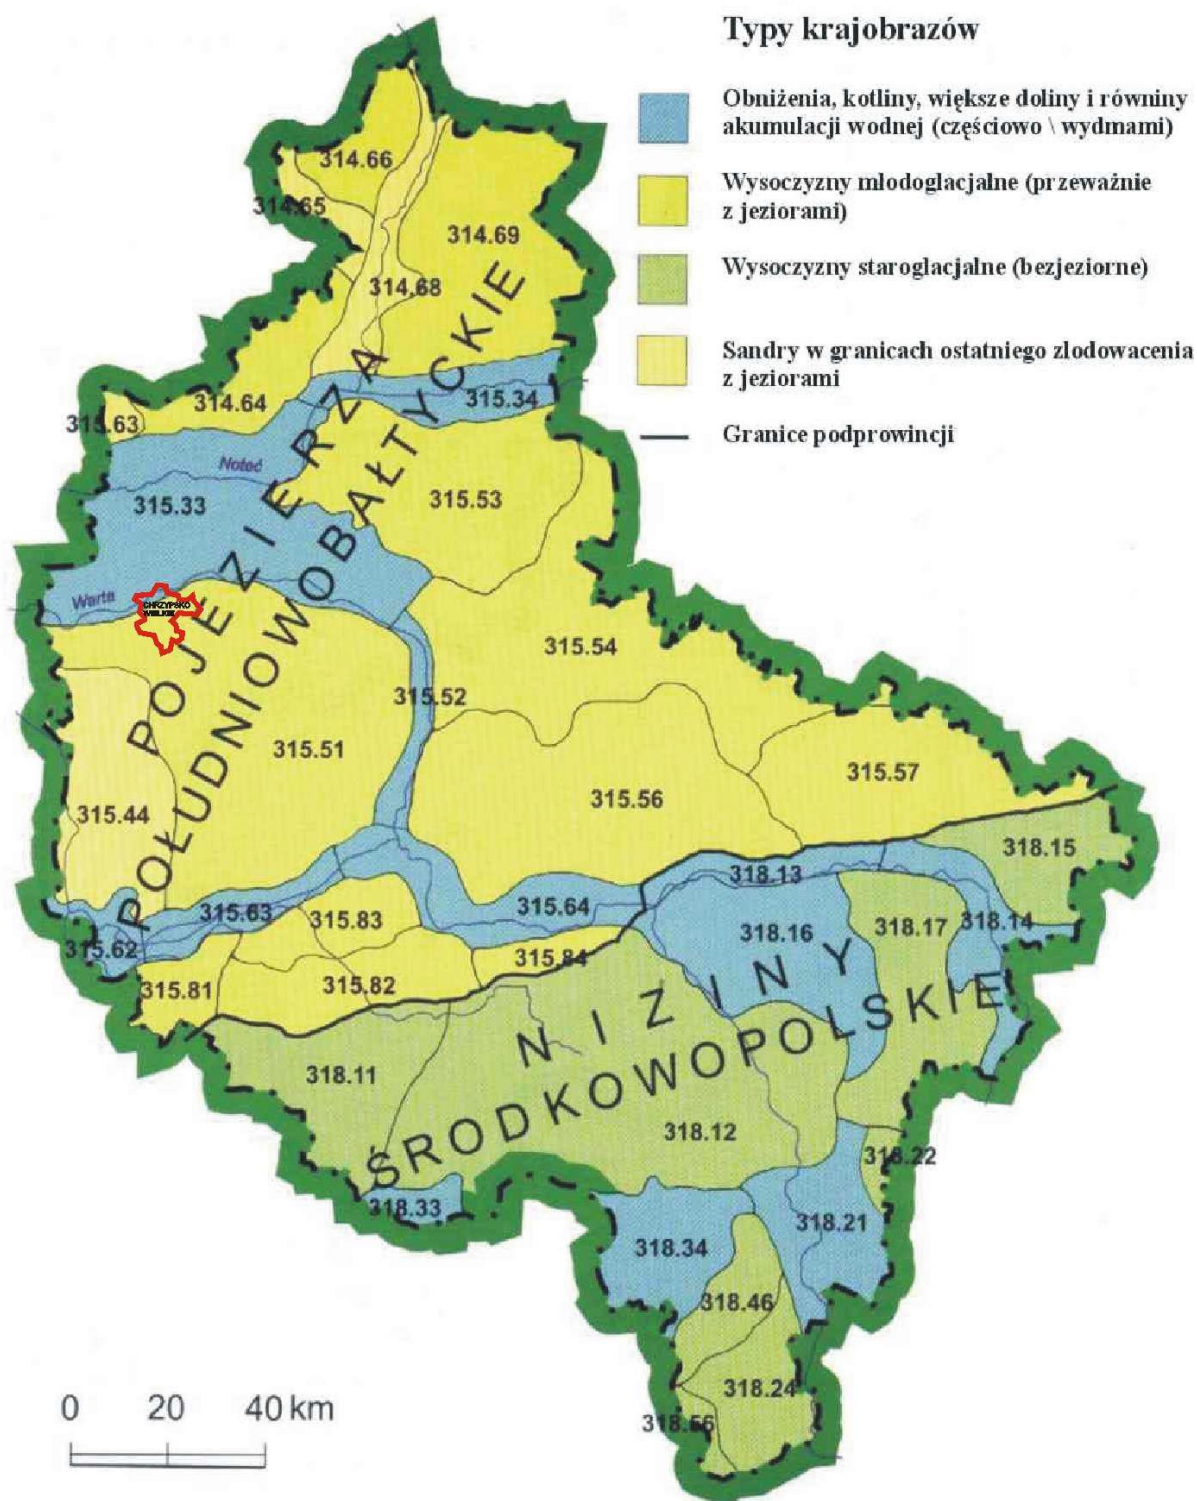 Typy krajobrazów
Obniżenia, kotliny, większe doliny i równiny
akumulacji wodnej (częściowo \ wydmami)
Wysoczyzny młodoglacjalne (przeważnie
z jeziorami)
Wysoczyzny staroglacjalne (bezjeziorne)
Sandry w granicach ostatniego zlodowacenia
z jeziorami
Granice podprowincji
314.66
314.65
314.69
314.68
314.64
315.63
315.34
Noteć
315.33
315.53
Warta
CHRZYPSKO
WIELKIE
POJEZIERZA
POŁUDNIOWOBAŁTYCKIE
315.54
315.52
315.51
315.57
315.56
315.44
318.15
318.13
315.63
315.83
315.64
318.16
318.17
318.14
315.62
315.84
315.81
315.82
NIZINY
ŚRODKOWOPOLSKIE
318.11
318.12
318.22
318.33
318.21
318.34
318.46
318.24
318.56
0 20 40 km